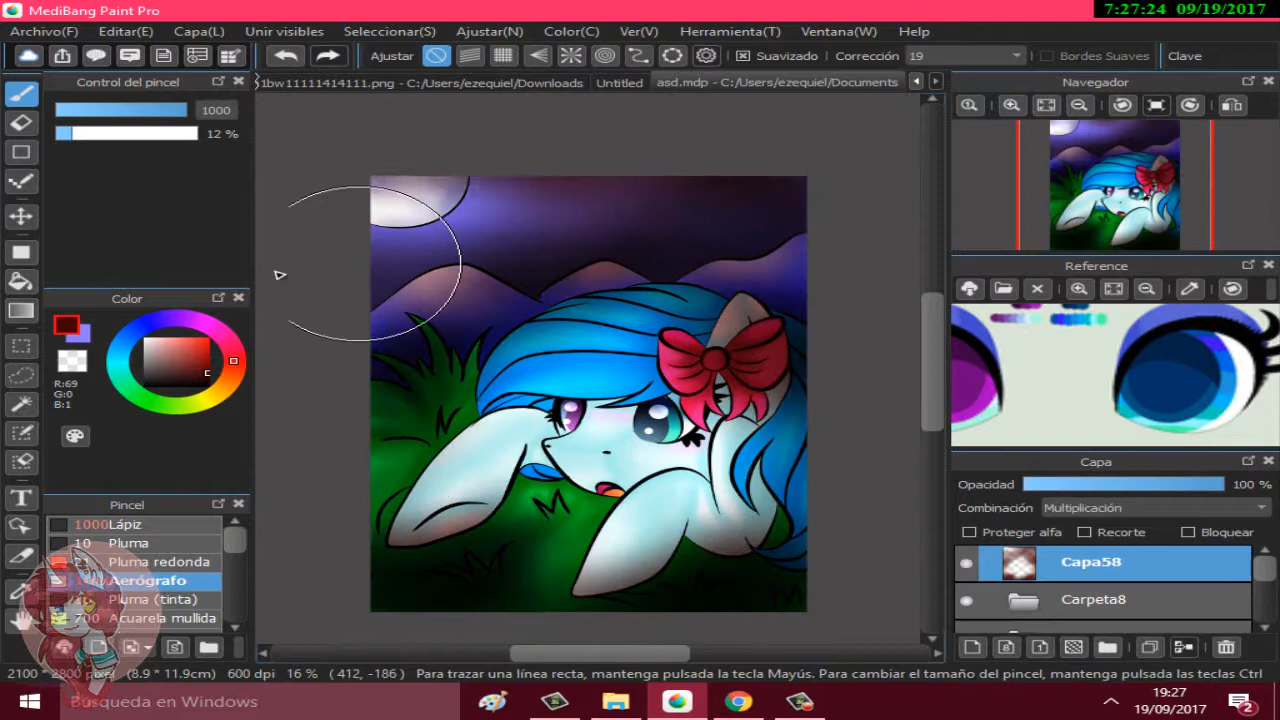 MediBang Paint Pro
7:27:24 09/19/2017
Archivo(F) Editar(E) Capa(L) Unir visibles Seleccionar(S) Ajustar(N) Color(C) Ver(V) Herramienta(T) Ventana(W) Help
Ajustar Suavizado Corrección 19 Bordes Suaves Clave
Control del pincel
1bw11111414111.png - C:/Users/ezequiel/Downloads Untitled asd.mdp - C:/Users/ezequiel/Documents
Navegador
1000
12 %
Reference
Color
R:69
G:0
B:1
Capa
Opacidad 100 %
Combinación Multiplicación
Proteger alfa Recorte Bloquear
Capa58
Carpeta8
Pincel
1000 Lápiz
10 Pluma
Pluma redonda
Aerógrafo
Pluma (tinta)
700 Acuarela mullida
2100 * 2800 pixel (8.9 * 11.9cm) 600 dpi 16 % ( 412, -186 ) Para trazar una línea recta, mantenga pulsada la tecla Mayús. Para cambiar el tamaño del pincel, mantenga pulsada las teclas Ctrl
Búsqueda en Windows
19:27
19/09/2017
2